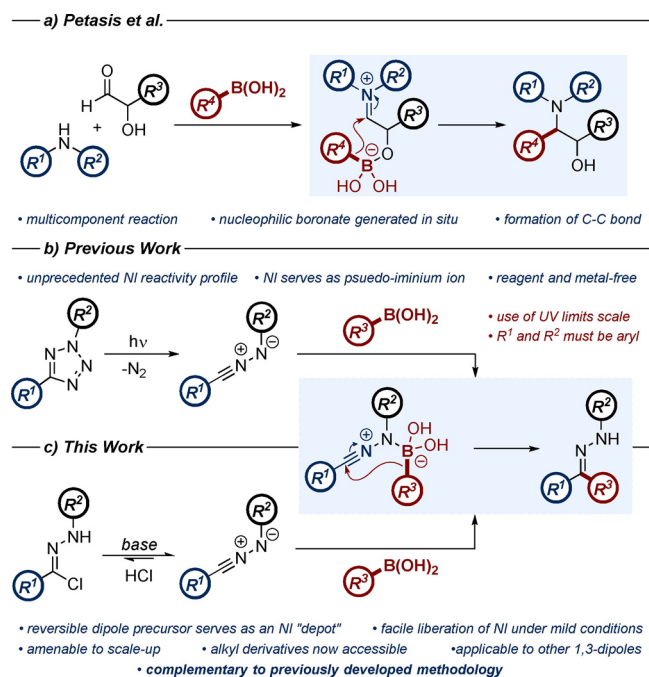 a) Petasis et al.
O
H
R³
OH
+
H
N
R¹
R²
R⁴
B(OH)₂
R¹
R²
N
+
R³
R⁴
B
−
O
HO
OH
R¹
R²
N
R³
R⁴
OH
• multicomponent reaction • nucleophilic boronate generated in situ • formation of C-C bond
b) Previous Work
• unprecedented NI reactivity profile • NI serves as psuedo-iminium ion • reagent and metal-free
R²
N
N
N
N
R¹
hν
-N₂
R²
N
−
N
+
R¹
R³
B(OH)₂
• use of UV limits scale
• R¹ and R² must be aryl
R²
N
N
+
R¹
OH
B
OH
−
R³
R²
NH
N
R¹
R³
c) This Work
R²
NH
N
R¹
Cl
base
HCl
R²
N
−
N
+
R¹
R³
B(OH)₂
• reversible dipole precursor serves as an NI "depot" • facile liberation of NI under mild conditions
• amenable to scale-up • alkyl derivatives now accessible •applicable to other 1,3-dipoles
• complementary to previously developed methodology